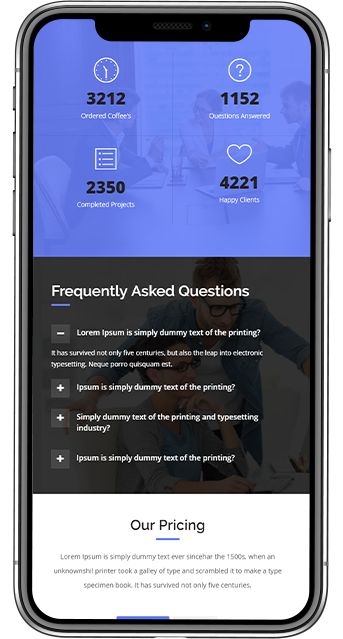 3212
1152
Ordered Coffee's
Questions Answered
2350
4221
Completed Projects
Happy Clients
Frequently Asked Questions
Lorem Ipsum is simply dummy text of the printing?
It has survived not only five centuries, but also the leap into electronic
typesetting. Neque porro quisquam est.
Ipsum is simply dummy text of the printing?
Simply dummy text of the printing and typesetting
industry?
Ipsum is simply dummy text of the printing?
Our Pricing
Lorem Ipsum is simply dummy text ever sincehar the 1500s, when an
unknownshil printer took a galley of type and scrambled it to make a type
specimen book. It has survived not only five centuries,